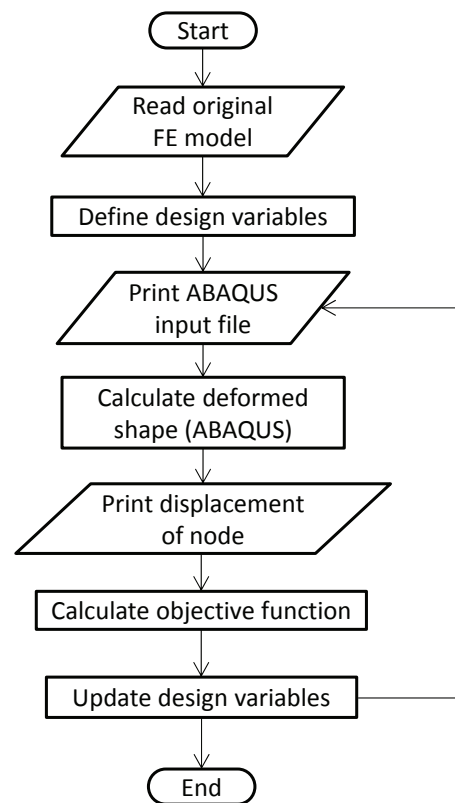 Start
Read original
FE model
Define design variables
Print ABAQUS
input file
Calculate deformed
shape (ABAQUS)
Print displacement
of node
Calculate objective function
Update design variables
End